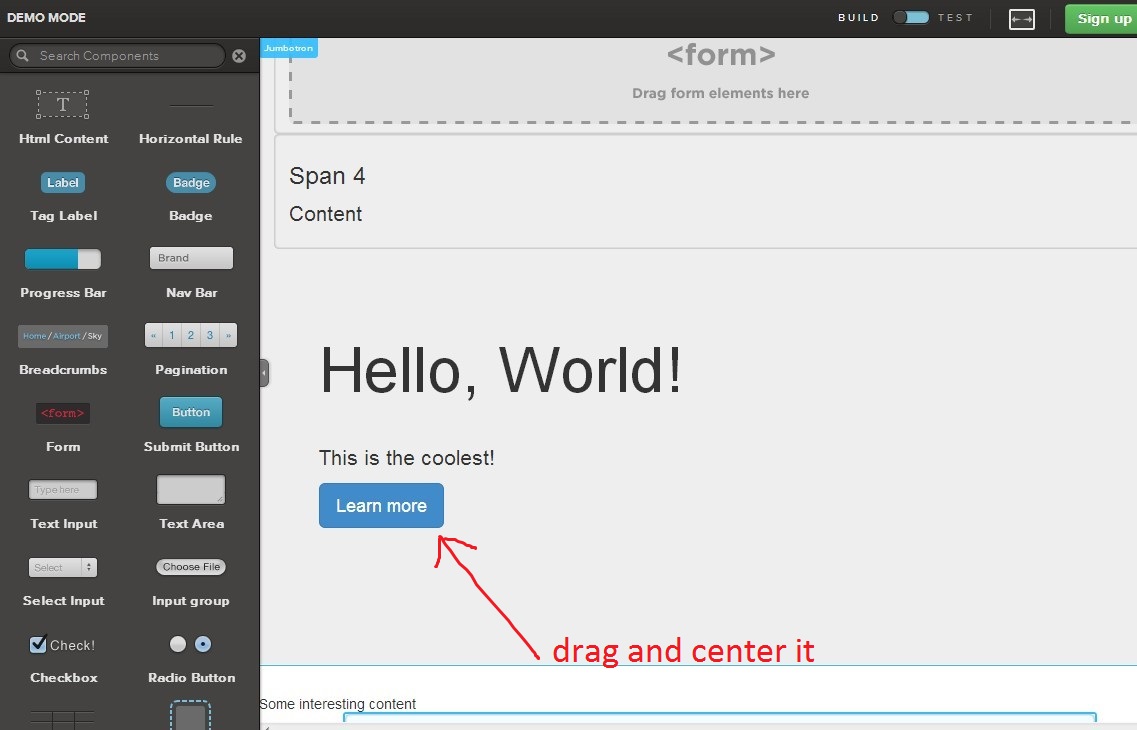 DEMO MODE
BUILD TEST
Sign up
Search Components
Jumbotron
<form>
Drag form elements here
T
Html Content Horizontal Rule
Span 4
Label Badge
Tag Label Badge
Content
Brand
Progress Bar Nav Bar
Home / Airport / Sky « 1 2 3 »
Breadcrumbs Pagination
Hello, World!
<form> Button
Form Submit Button
This is the coolest!
Type here
Learn more
Text Input Text Area
Select Choose File
Select Input Input group
Check!
drag and center it
Checkbox Radio Button
Some interesting content